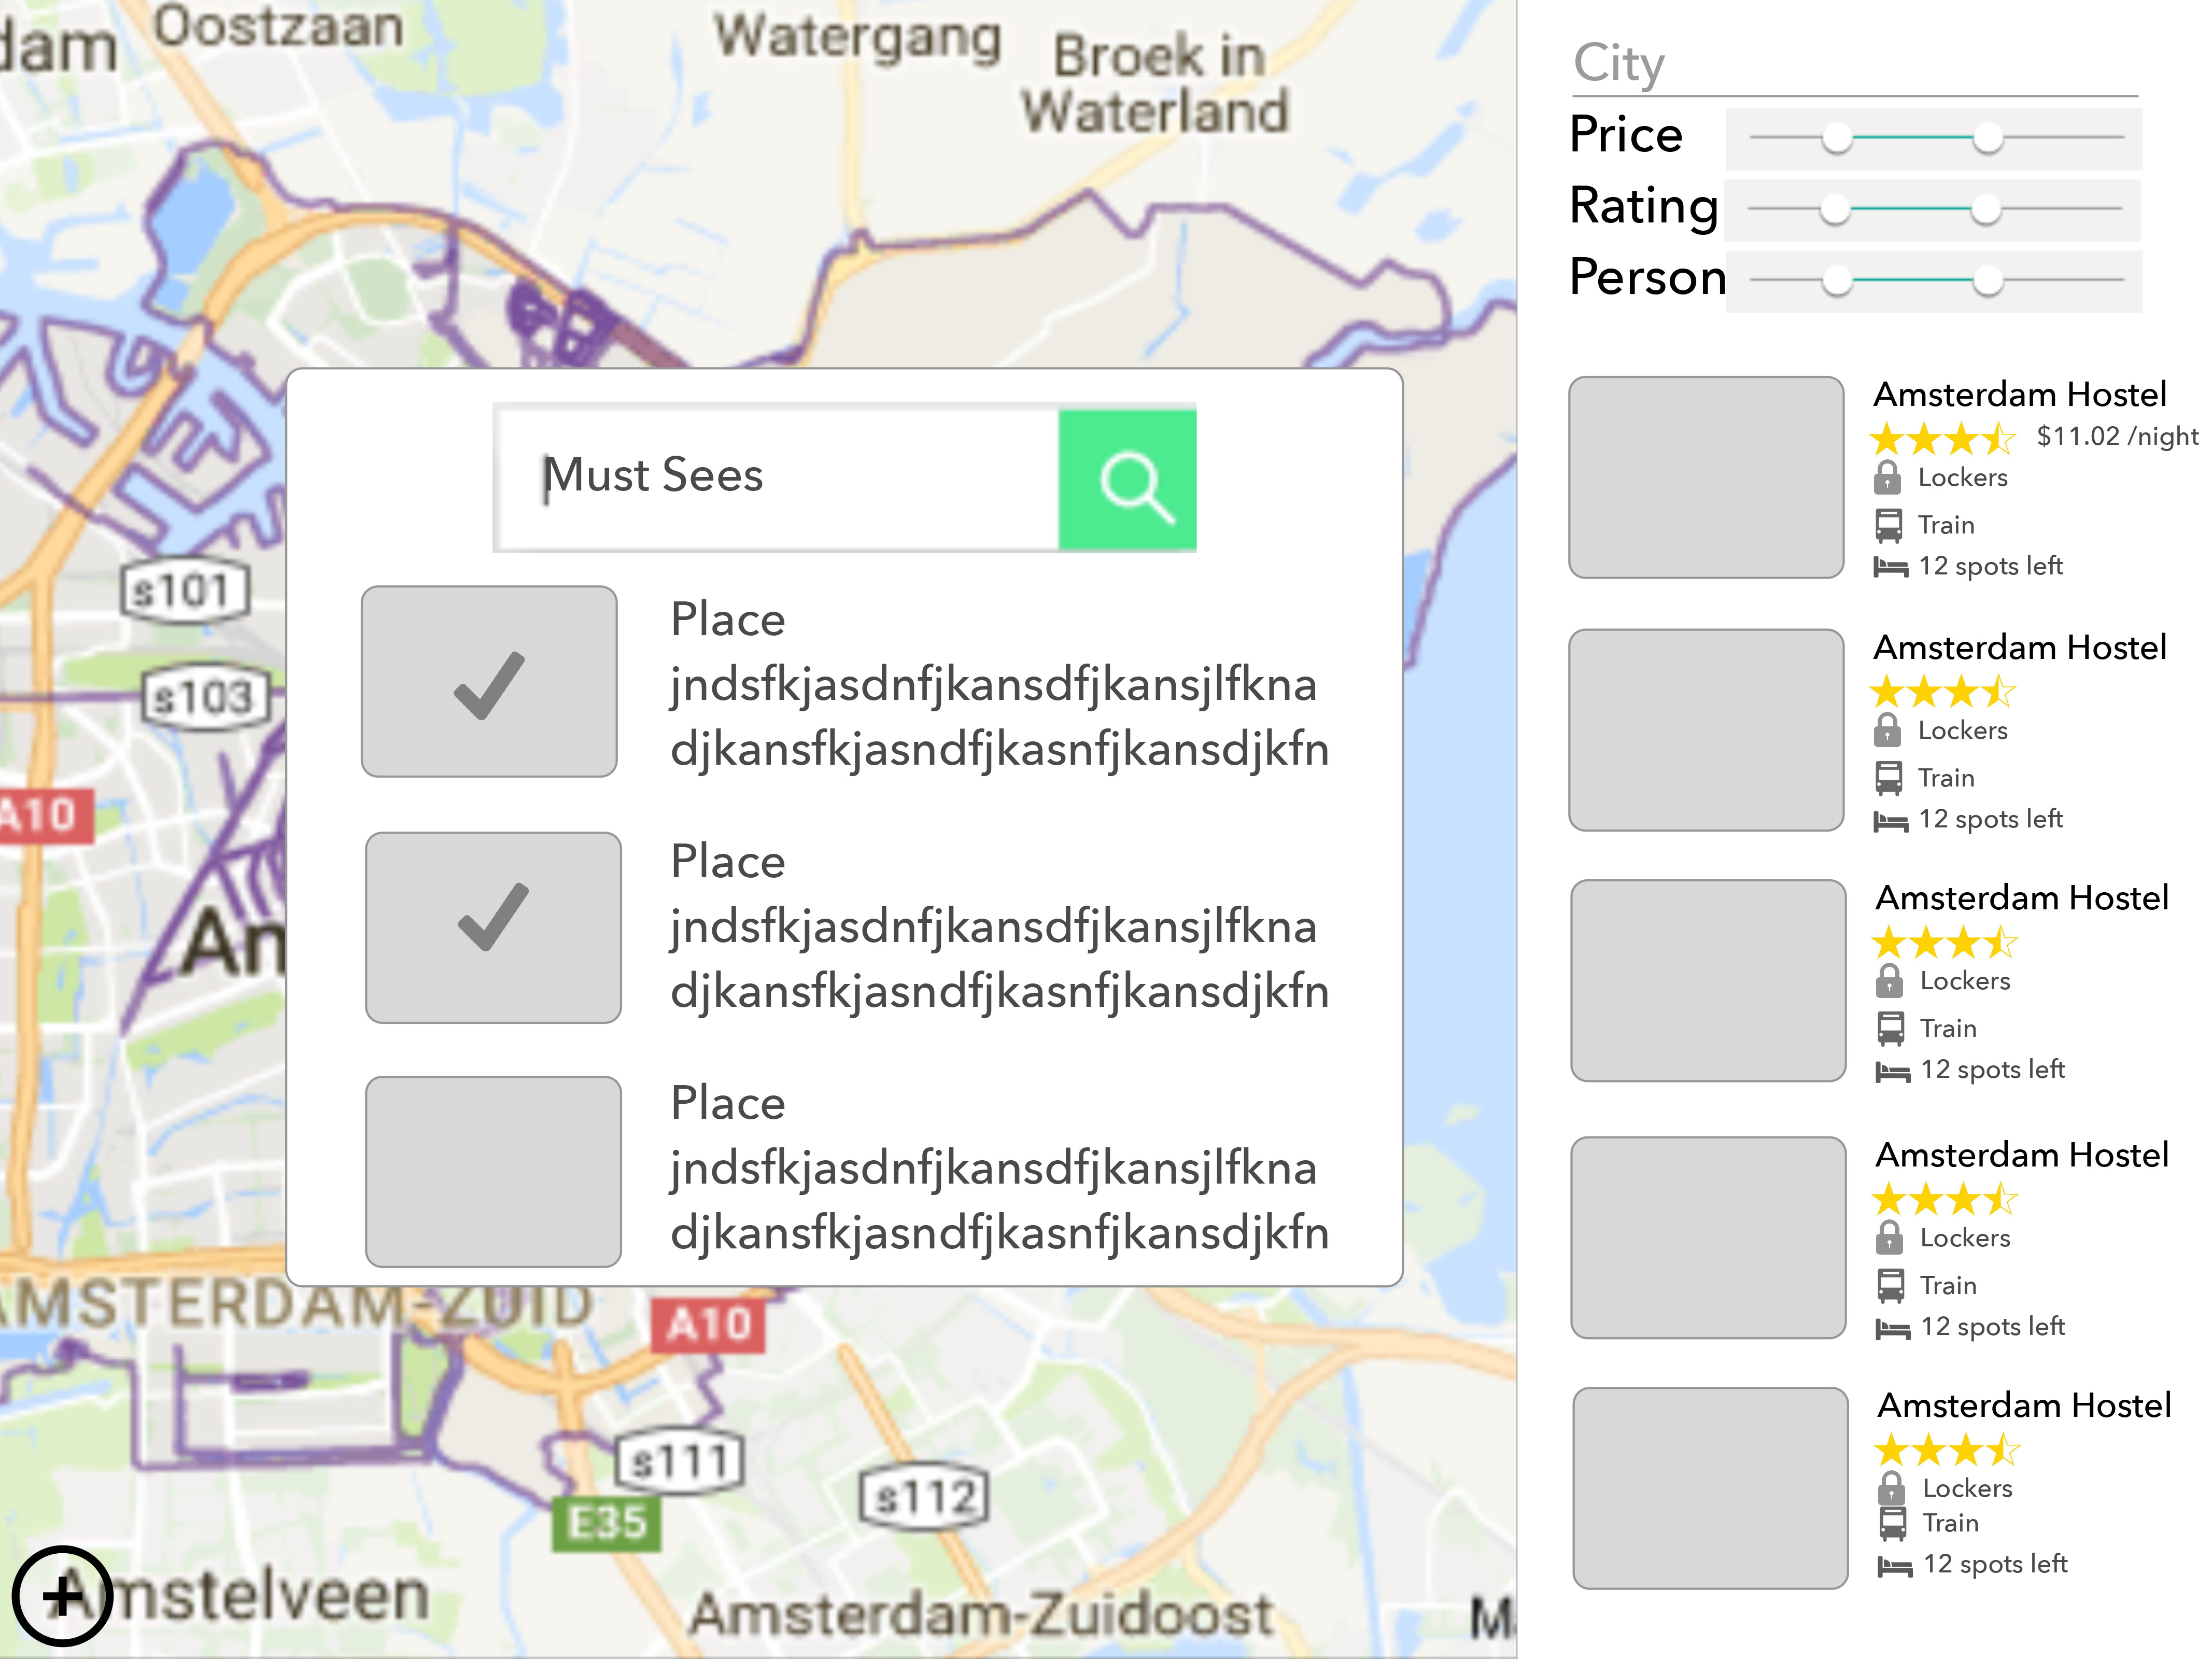 dam
Oostzaan
Watergang
Broek in
Waterland
s101
s103
A10
Must Sees
Place
jndsfkjasdnfjkansdfjkansjlfkna
djkansfkjasndfjkasnfjkansdjkfn
Place
jndsfkjasdnfjkansdfjkansjlfkna
djkansfkjasndfjkasnfjkansdjkfn
Place
jndsfkjasdnfjkansdfjkansjlfkna
djkansfkjasndfjkasnfjkansdjkfn
Am
AMSTERDAM-ZUID
A10
s111
s112
E35
Amstelveen
Amsterdam-Zuidoost
M
City
Price
Rating
Person
Amsterdam Hostel
$11.02 /night
Lockers
Train
12 spots left
Amsterdam Hostel
Lockers
Train
12 spots left
Amsterdam Hostel
Lockers
Train
12 spots left
Amsterdam Hostel
Lockers
Train
12 spots left
Amsterdam Hostel
Lockers
Train
12 spots left